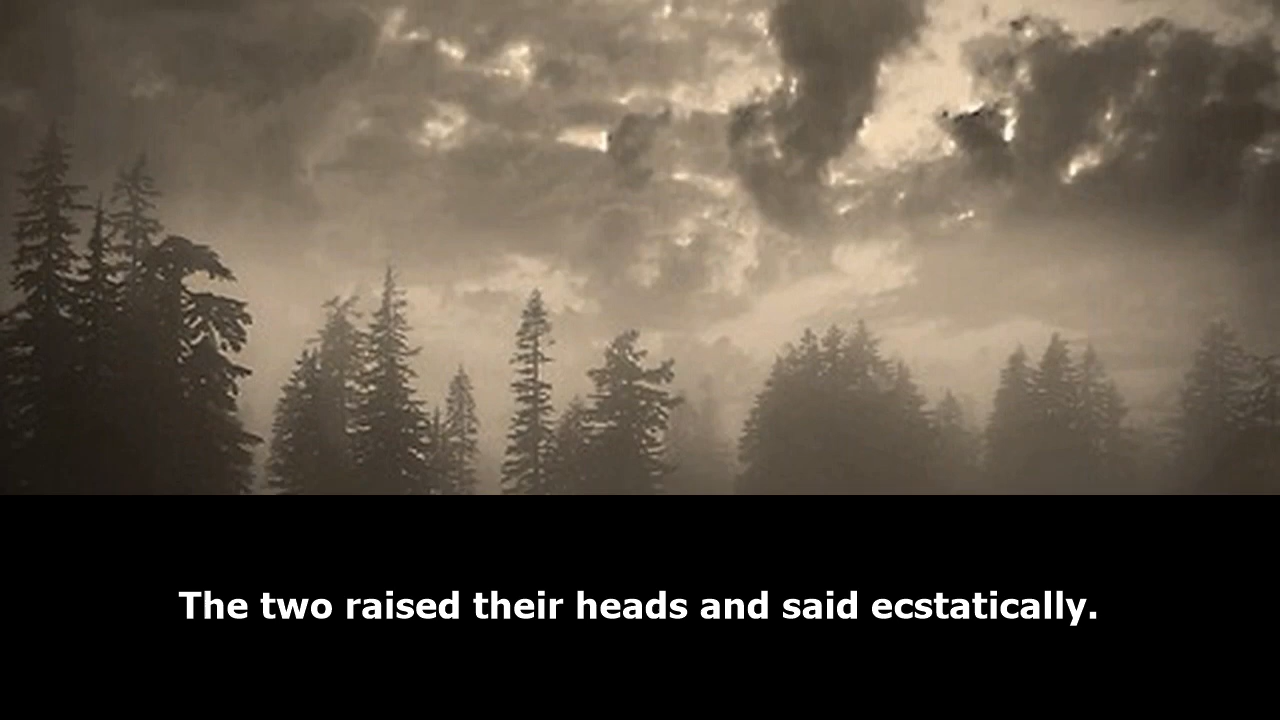 The two raised their heads and said ecstatically.